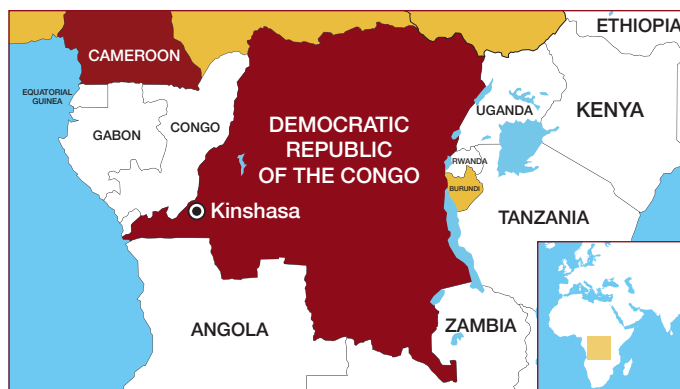 ETHIOPIA
CAMEROON
EQUATORIAL
GUINEA
GABON
CONGO
DEMOCRATIC
REPUBLIC
OF THE CONGO
UGANDA
KENYA
RWANDA
BURUNDI
Kinshasa
TANZANIA
ANGOLA
ZAMBIA